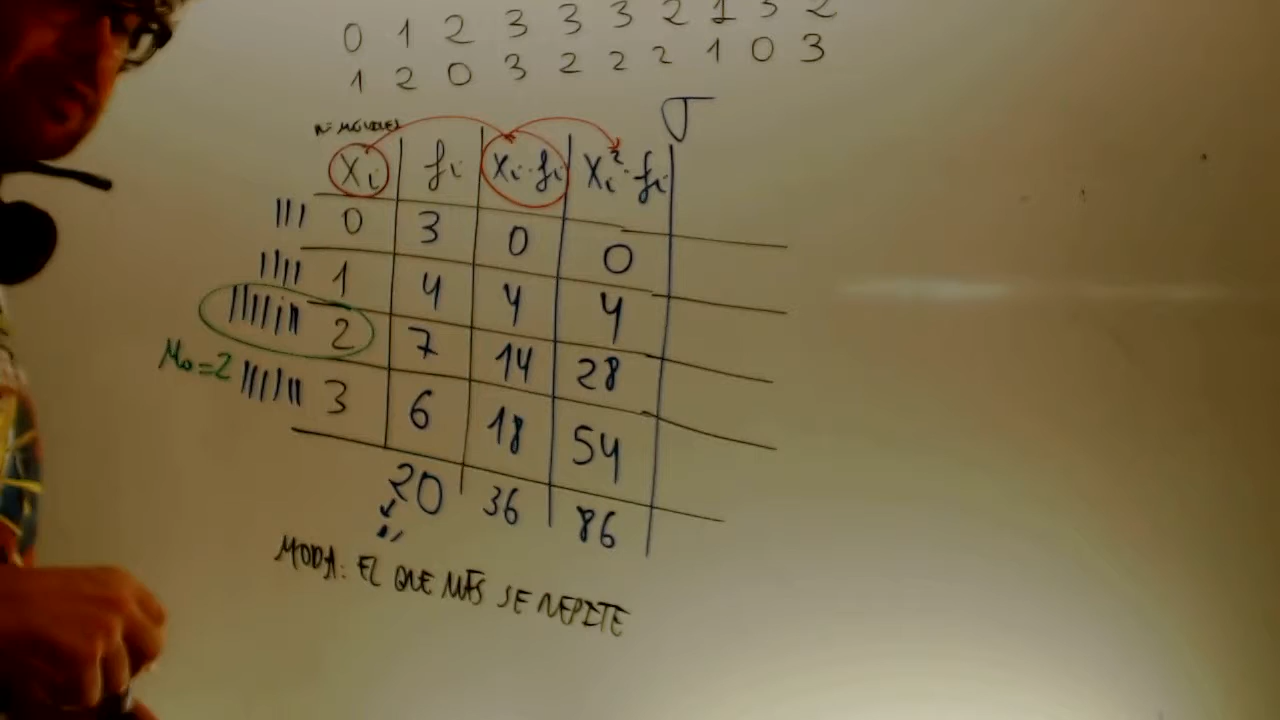 0 1 2 3 3 3 2 1 3 2
1 2 0 3 2 2 2 1 0 3
σ
xi fi xi·fi xi²·fi
0 3 0 0
1 4 4 4
2 7 14 28
Mo=2
3 6 18 54
20 36 86
MODA: EL QUE MÁS SE REPITE